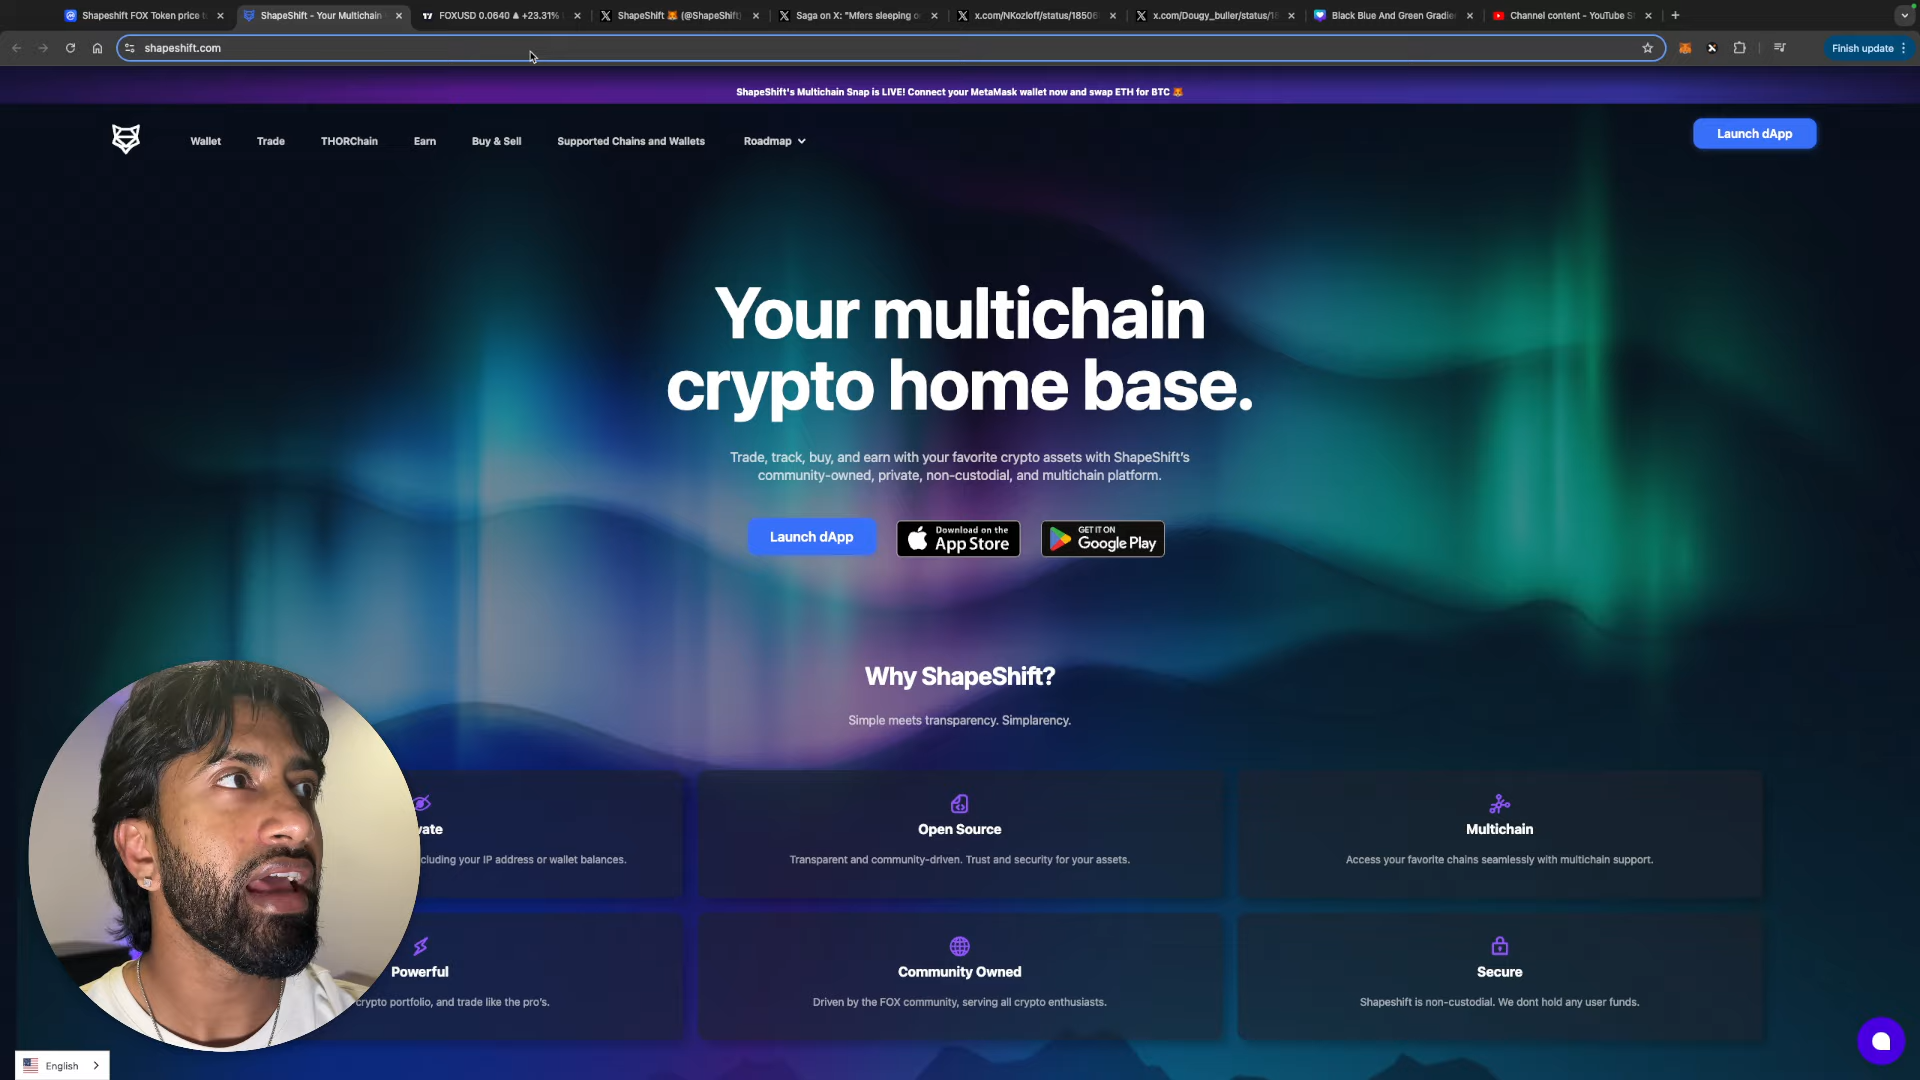 Shapeshift FOX Token price t
ShapeShift - Your Multichain
FOXUSD 0.0640 ▲ +23.31%
ShapeShift 🦊 (@ShapeShift)
Saga on X: "Mfers sleeping o
x.com/NKozloff/status/18506
x.com/Dougy_buller/status/18
Black Blue And Green Gradie
Channel content - YouTube S
shapeshift.com
Finish update
ShapeShift's Multichain Snap is LIVE! Connect your MetaMask wallet now and swap ETH for BTC 🦊
Wallet
Trade
THORChain
Earn
Buy & Sell
Supported Chains and Wallets
Roadmap
Launch dApp
Your multichain
crypto home base.
Trade, track, buy, and earn with your favorite crypto assets with ShapeShift's
community-owned, private, non-custodial, and multichain platform.
Launch dApp
Download on the
App Store
GET IT ON
Google Play
Why ShapeShift?
Simple meets transparency. Simplarency.
vate
cluding your IP address or wallet balances.
Open Source
Transparent and community-driven. Trust and security for your assets.
Multichain
Access your favorite chains seamlessly with multichain support.
Powerful
crypto portfolio, and trade like the pro's.
Community Owned
Driven by the FOX community, serving all crypto enthusiasts.
Secure
Shapeshift is non-custodial. We dont hold any user funds.
English